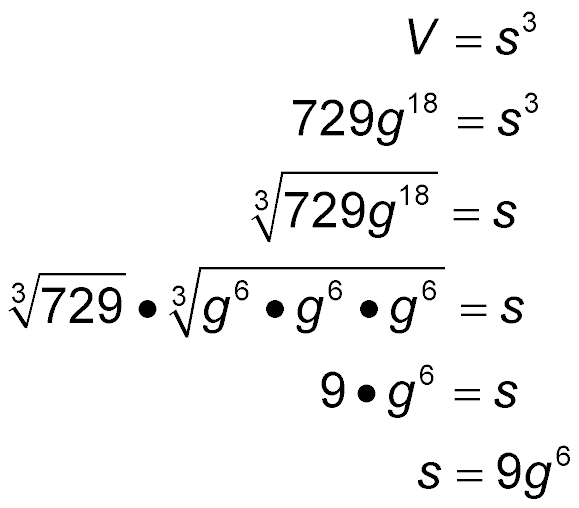 V = s³
729g¹⁸ = s³
∛729g¹⁸ = s
∛729 • ∛g⁶ • g⁶ • g⁶ = s
9 • g⁶ = s
s = 9g⁶